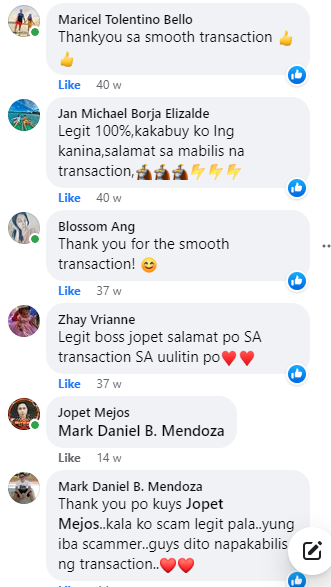 Maricel Tolentino Bello
Thankyou sa smooth transaction 👍
👍
Like 40 w
Jan Michael Borja Elizalde
Legit 100%,kakabuy ko lng
kanina,salamat sa mabilis na
transaction,
Like 40 w
Blossom Ang
Thank you for the smooth
transaction! 😊
Like 37 w
Zhay Vrianne
Legit boss jopet salamat po SA
transaction SA uulitin po❤️❤️
Like 37 w
Jopet Mejos
Mark Daniel B. Mendoza
Like 14 w
Mark Daniel B. Mendoza
Thank you po kuys Jopet
Mejos..kala ko scam legit pala..yung
iba scammer..guys dito napakabilis
ng transaction..❤️❤️